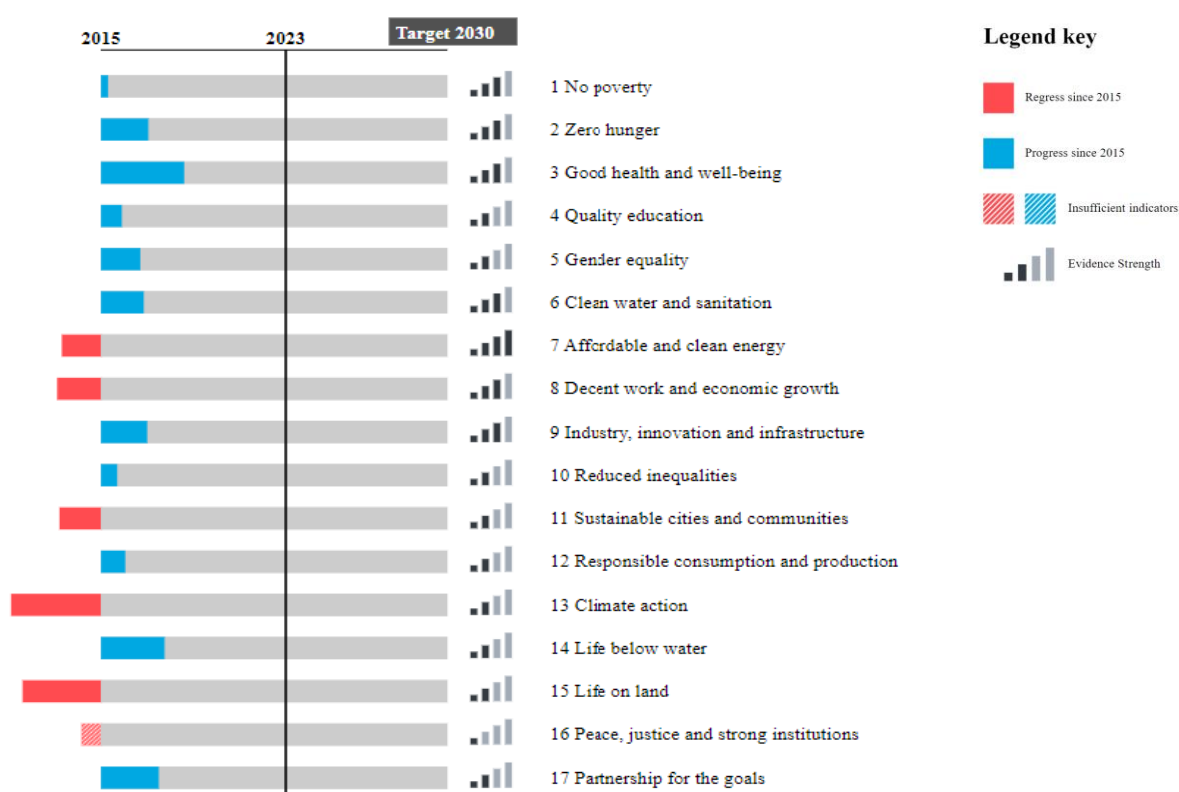 2015 2023 Target 2030
Legend key
1 No poverty
Regress since 2015
2 Zero hunger
Progress since 2015
3 Good health and well-being
4 Quality education
Insufficient indicators
5 Gender equality
Evidence Strength
6 Clean water and sanitation
7 Affordable and clean energy
8 Decent work and economic growth
9 Industry, innovation and infrastructure
10 Reduced inequalities
11 Sustainable cities and communities
12 Responsible consumption and production
13 Climate action
14 Life below water
15 Life on land
16 Peace, justice and strong institutions
17 Partnership for the goals